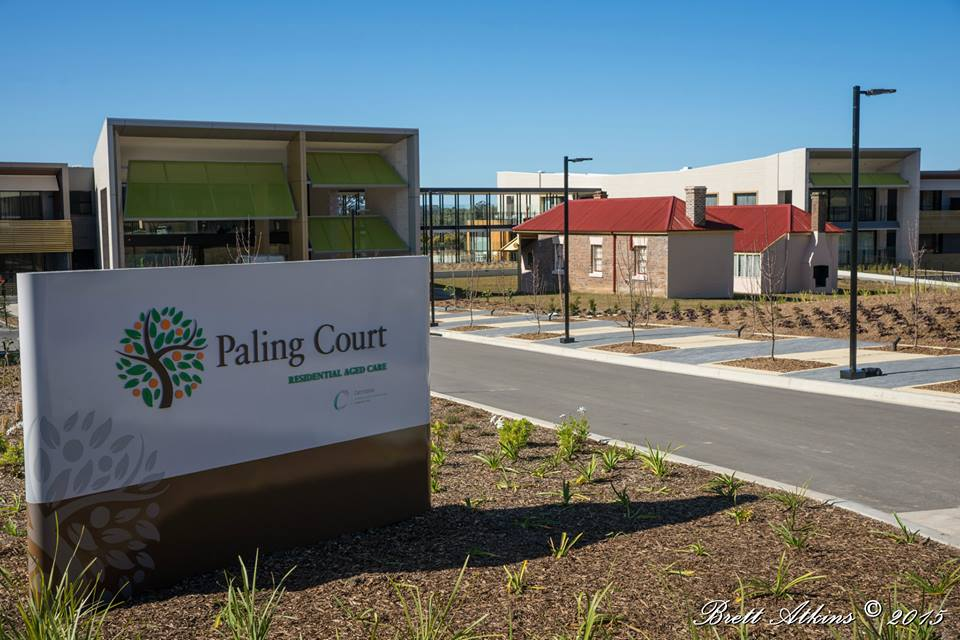 Paling Court
RESIDENTIAL AGED CARE
Brett Atkins © 2015